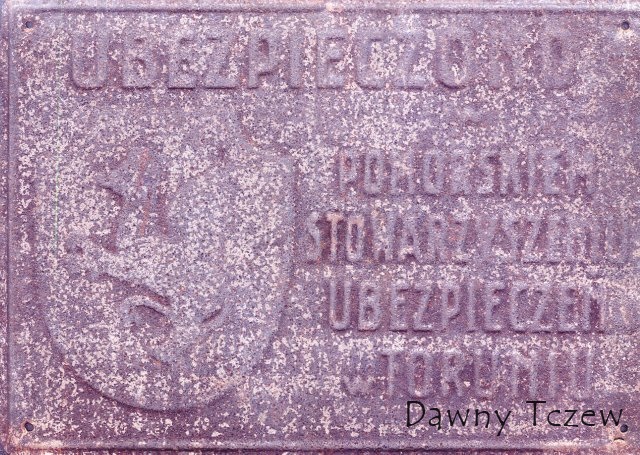 UBEZPIECZONO
POMORSKIEM
STOWARZYSZENIU
UBEZPIECZEŃ
w TORUNIU
Dawny Tczew